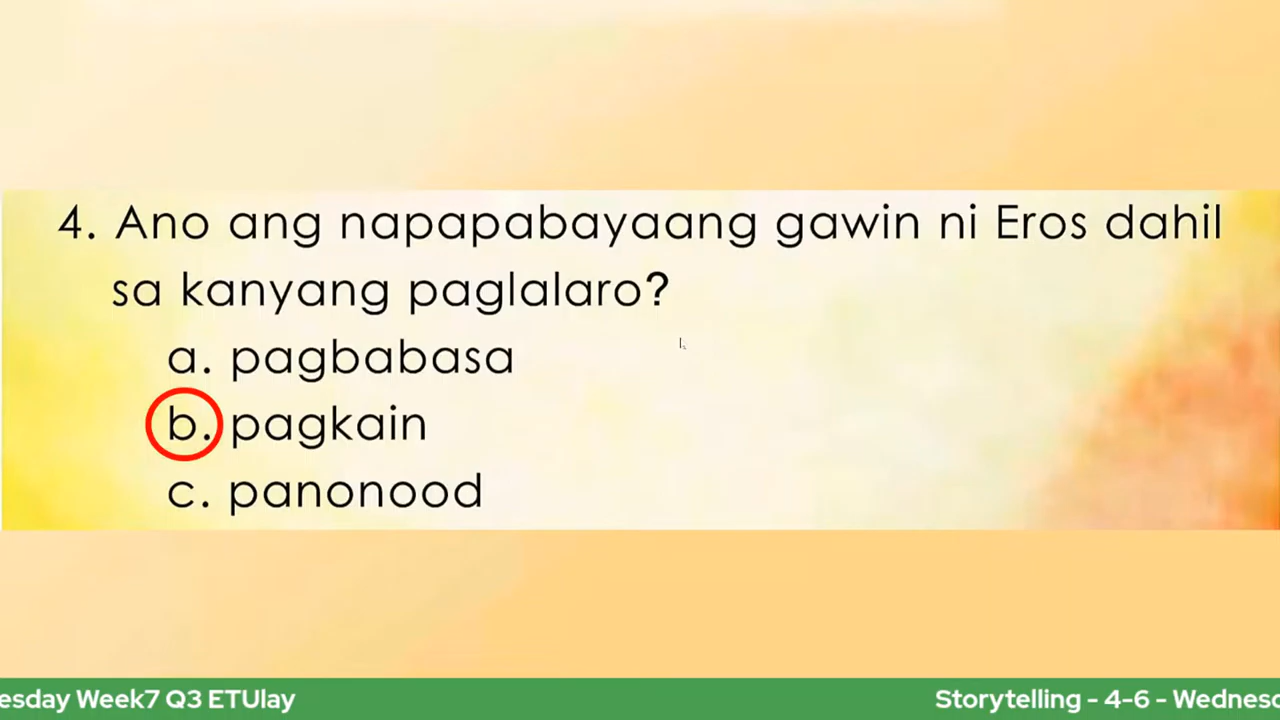 4. Ano ang napapabayaang gawin ni Eros dahil
sa kanyang paglalaro?
a. pagbabasa
b. pagkain
c. panonood
esday Week7 Q3 ETUlay
Storytelling - 4-6 - Wednesd